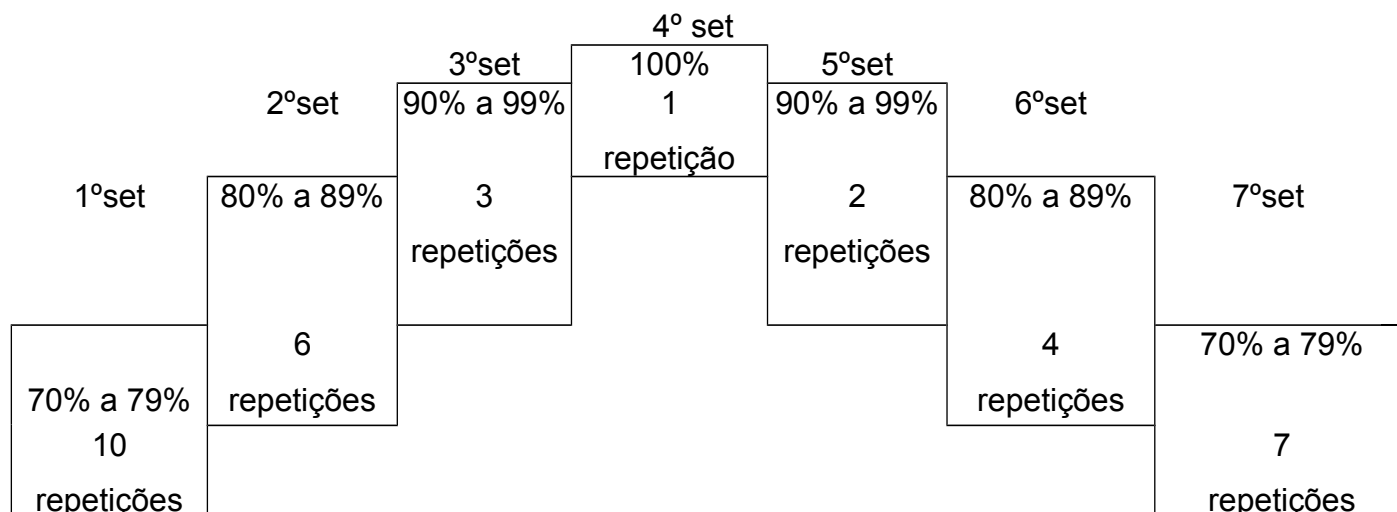 4º set
3ºset 100% 5ºset
2ºset 90% a 99% 1 90% a 99% 6ºset
repetição
1ºset 80% a 89% 3 2 80% a 89% 7ºset
repetições repetições
6 4 70% a 79%
70% a 79% repetições repetições
10 7
repetições repetições